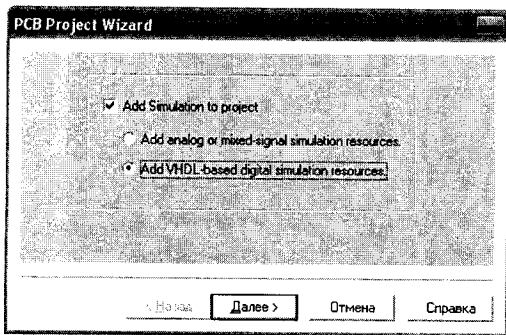 PCB Project Wizard
Add Simulation to project
Add analog or mixed-signal simulation resources.
Add VHDL-based digital simulation resources.
< Назад
Далее >
Отмена
Справка